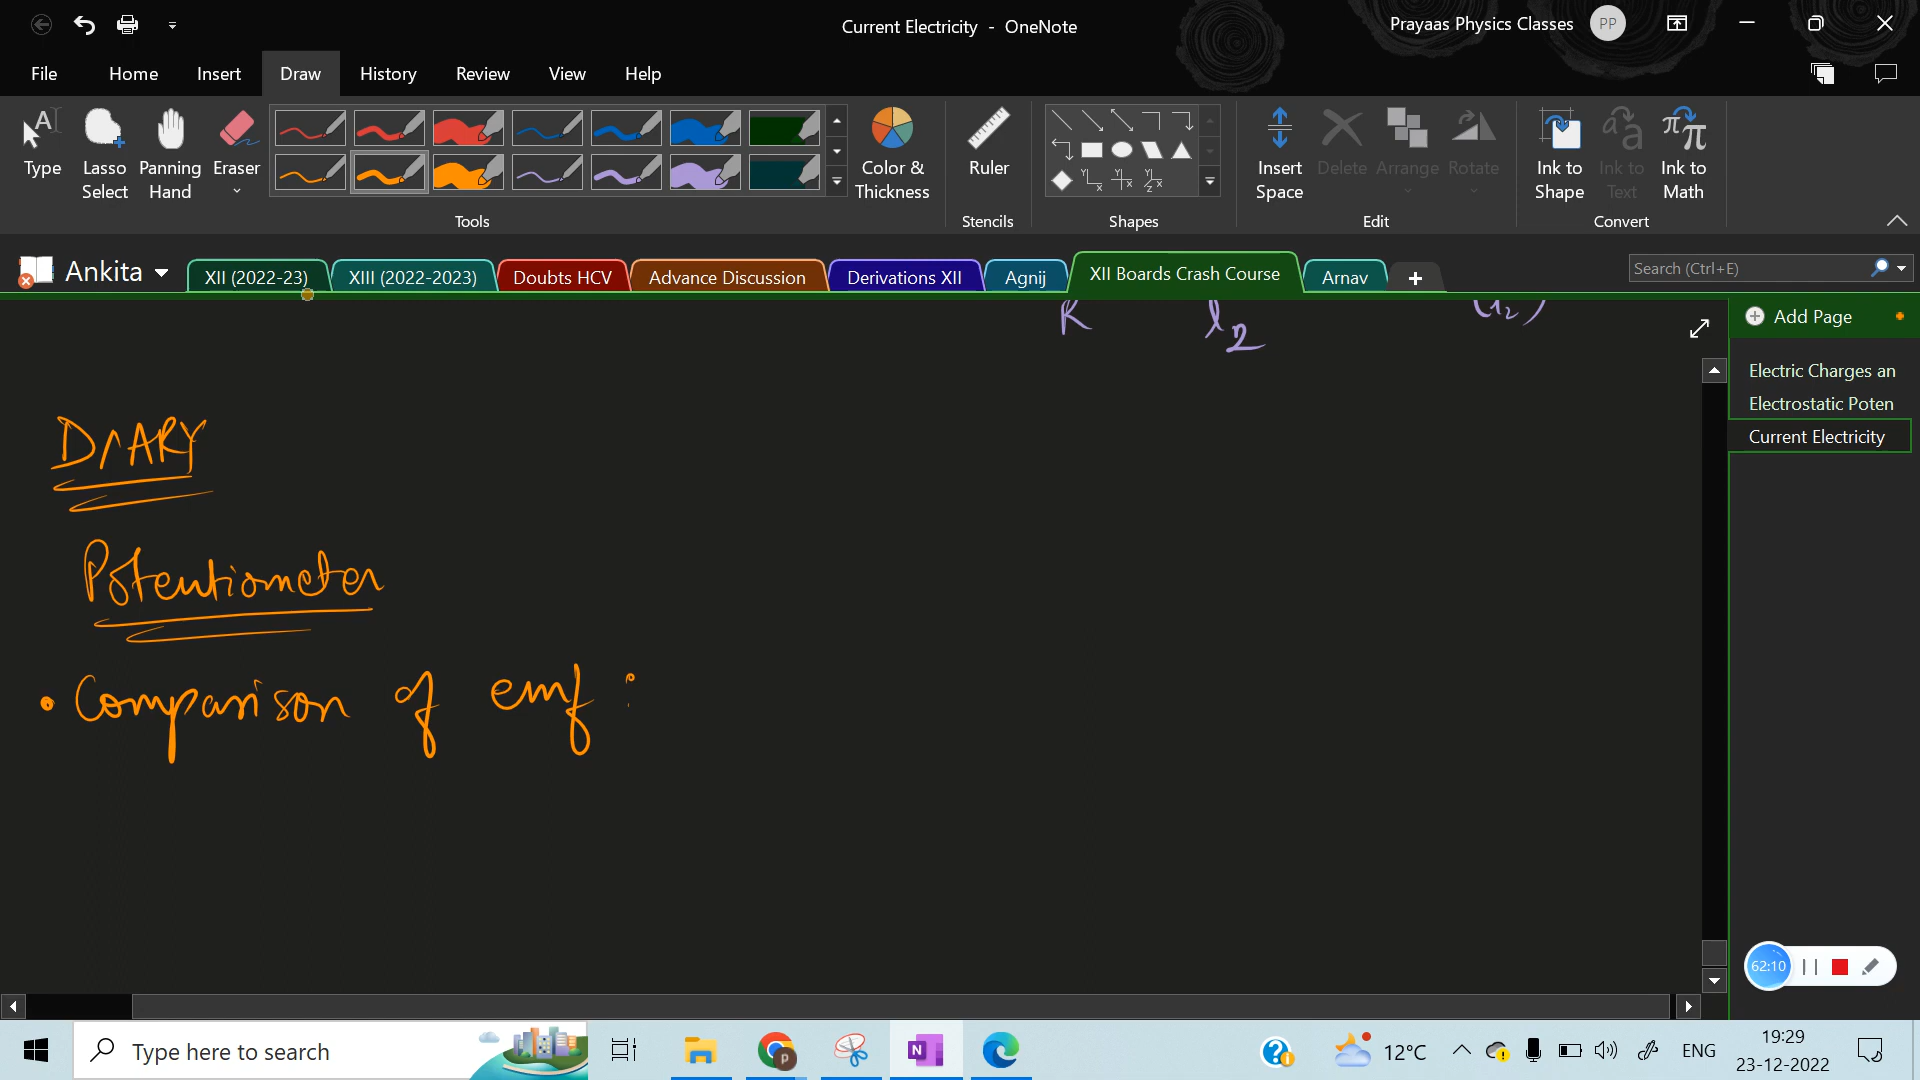 Current Electricity - OneNote
Prayaas Physics Classes PP
File Home Insert Draw History View Help
Type
Lasso Select
Panning Hand
Eraser
Color & Thickness
Ruler
Insert Space
Delete
Arrange
Rotate
Ink to Shape
Ink to Text
Ink to Math
Tools Stencils Shapes Edit Convert
Ankita
XII (2022-23) XIII (2022-2023) Doubts HCV Advance Discussion Derivations XII Agnij XII Boards Crash Course Arnav +
Search (Ctrl+E)
Add Page
Electric Charges an
Electrostatic Poten
Current Electricity
R l2 (l2)
DIARY
Potentiometer
• Comparison of emf :
62:10
Type here to search
12°C
ENG
19:29
23-12-2022